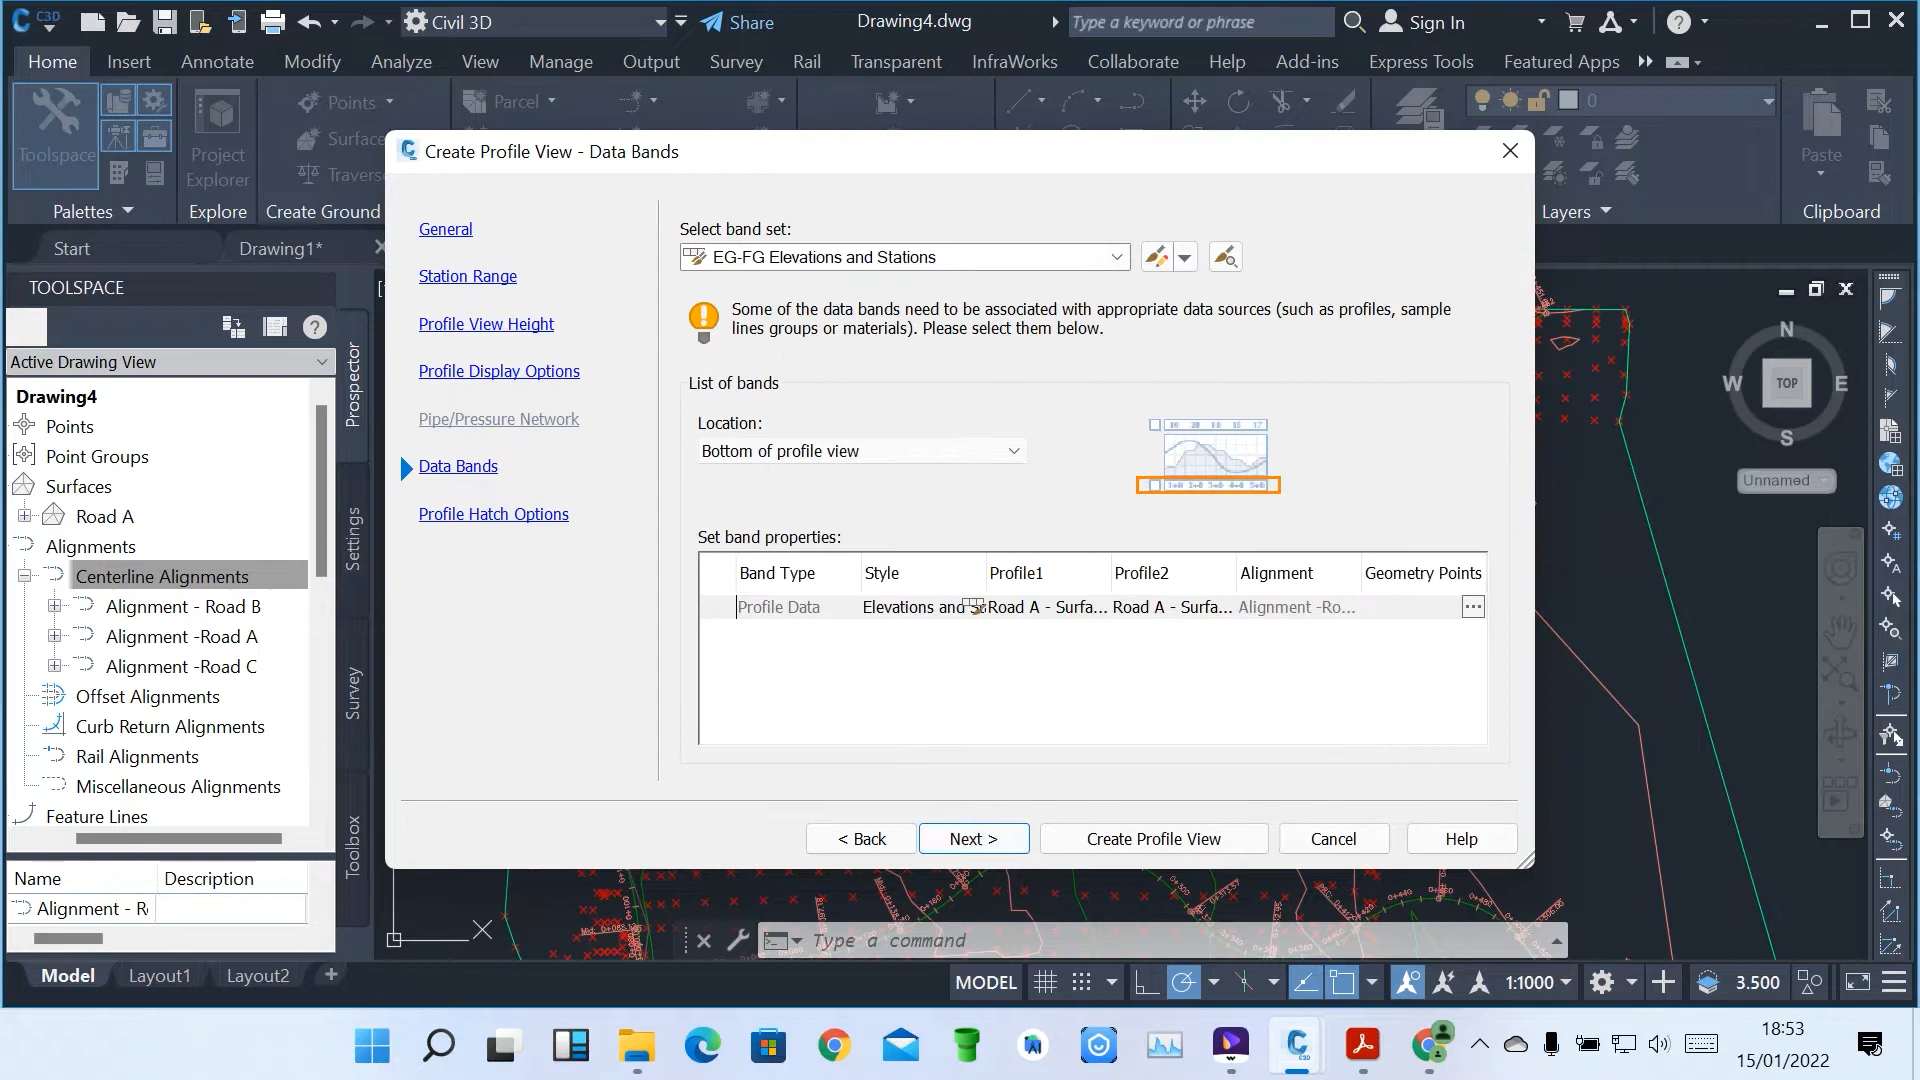 C3D
Civil 3D
Share
Drawing4.dwg
Type a keyword or phrase
Sign In
Home
Insert
Annotate
Modify
Analyze
View
Manage
Output
Survey
Rail
Transparent
InfraWorks
Collaborate
Help
Add-ins
Express Tools
Featured Apps
Points
Parcel
0
Toolspace
Project
Explorer
Paste
Palettes
Explore
Create Ground
Layers
Clipboard
Start
Drawing1*
TOOLSPACE
Active Drawing View
Drawing4
Points
Point Groups
Surfaces
Road A
Alignments
Centerline Alignments
Alignment - Road B
Alignment -Road A
Alignment -Road C
Offset Alignments
Curb Return Alignments
Rail Alignments
Miscellaneous Alignments
Feature Lines
Name
Description
Prospector
Settings
Survey
Toolbox
Create Profile View - Data Bands
General
Station Range
Profile View Height
Profile Display Options
Pipe/Pressure Network
Data Bands
Profile Hatch Options
Select band set:
EG-FG Elevations and Stations
Some of the data bands need to be associated with appropriate data sources (such as profiles, sample
lines groups or materials). Please select them below.
List of bands
Location:
Bottom of profile view
Set band properties:
Band Type
Style
Profile1
Profile2
Alignment
Geometry Points
Profile Data
Elevations and
Road A - Surfa...
Road A - Surfa...
Alignment -Ro...
...
< Back
Next >
Create Profile View
Cancel
Help
N
W
TOP
E
S
Unnamed
Type a command
Model
Layout1
Layout2
MODEL
1:1000
3.500
18:53
15/01/2022